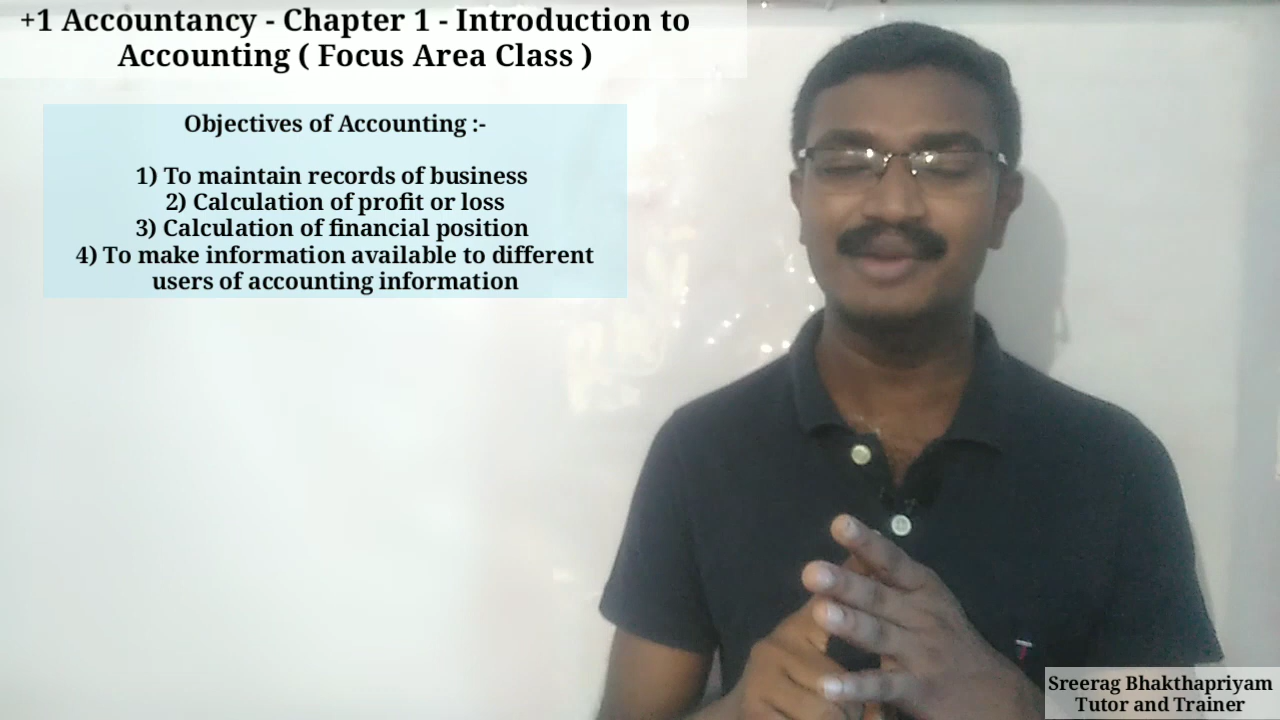 +1 Accountancy - Chapter 1 - Introduction to
Accounting ( Focus Area Class )
Objectives of Accounting :-
1) To maintain records of business
2) Calculation of profit or loss
3) Calculation of financial position
4) To make information available to different
users of accounting information
Sreerag Bhakthapriyam
Tutor and Trainer